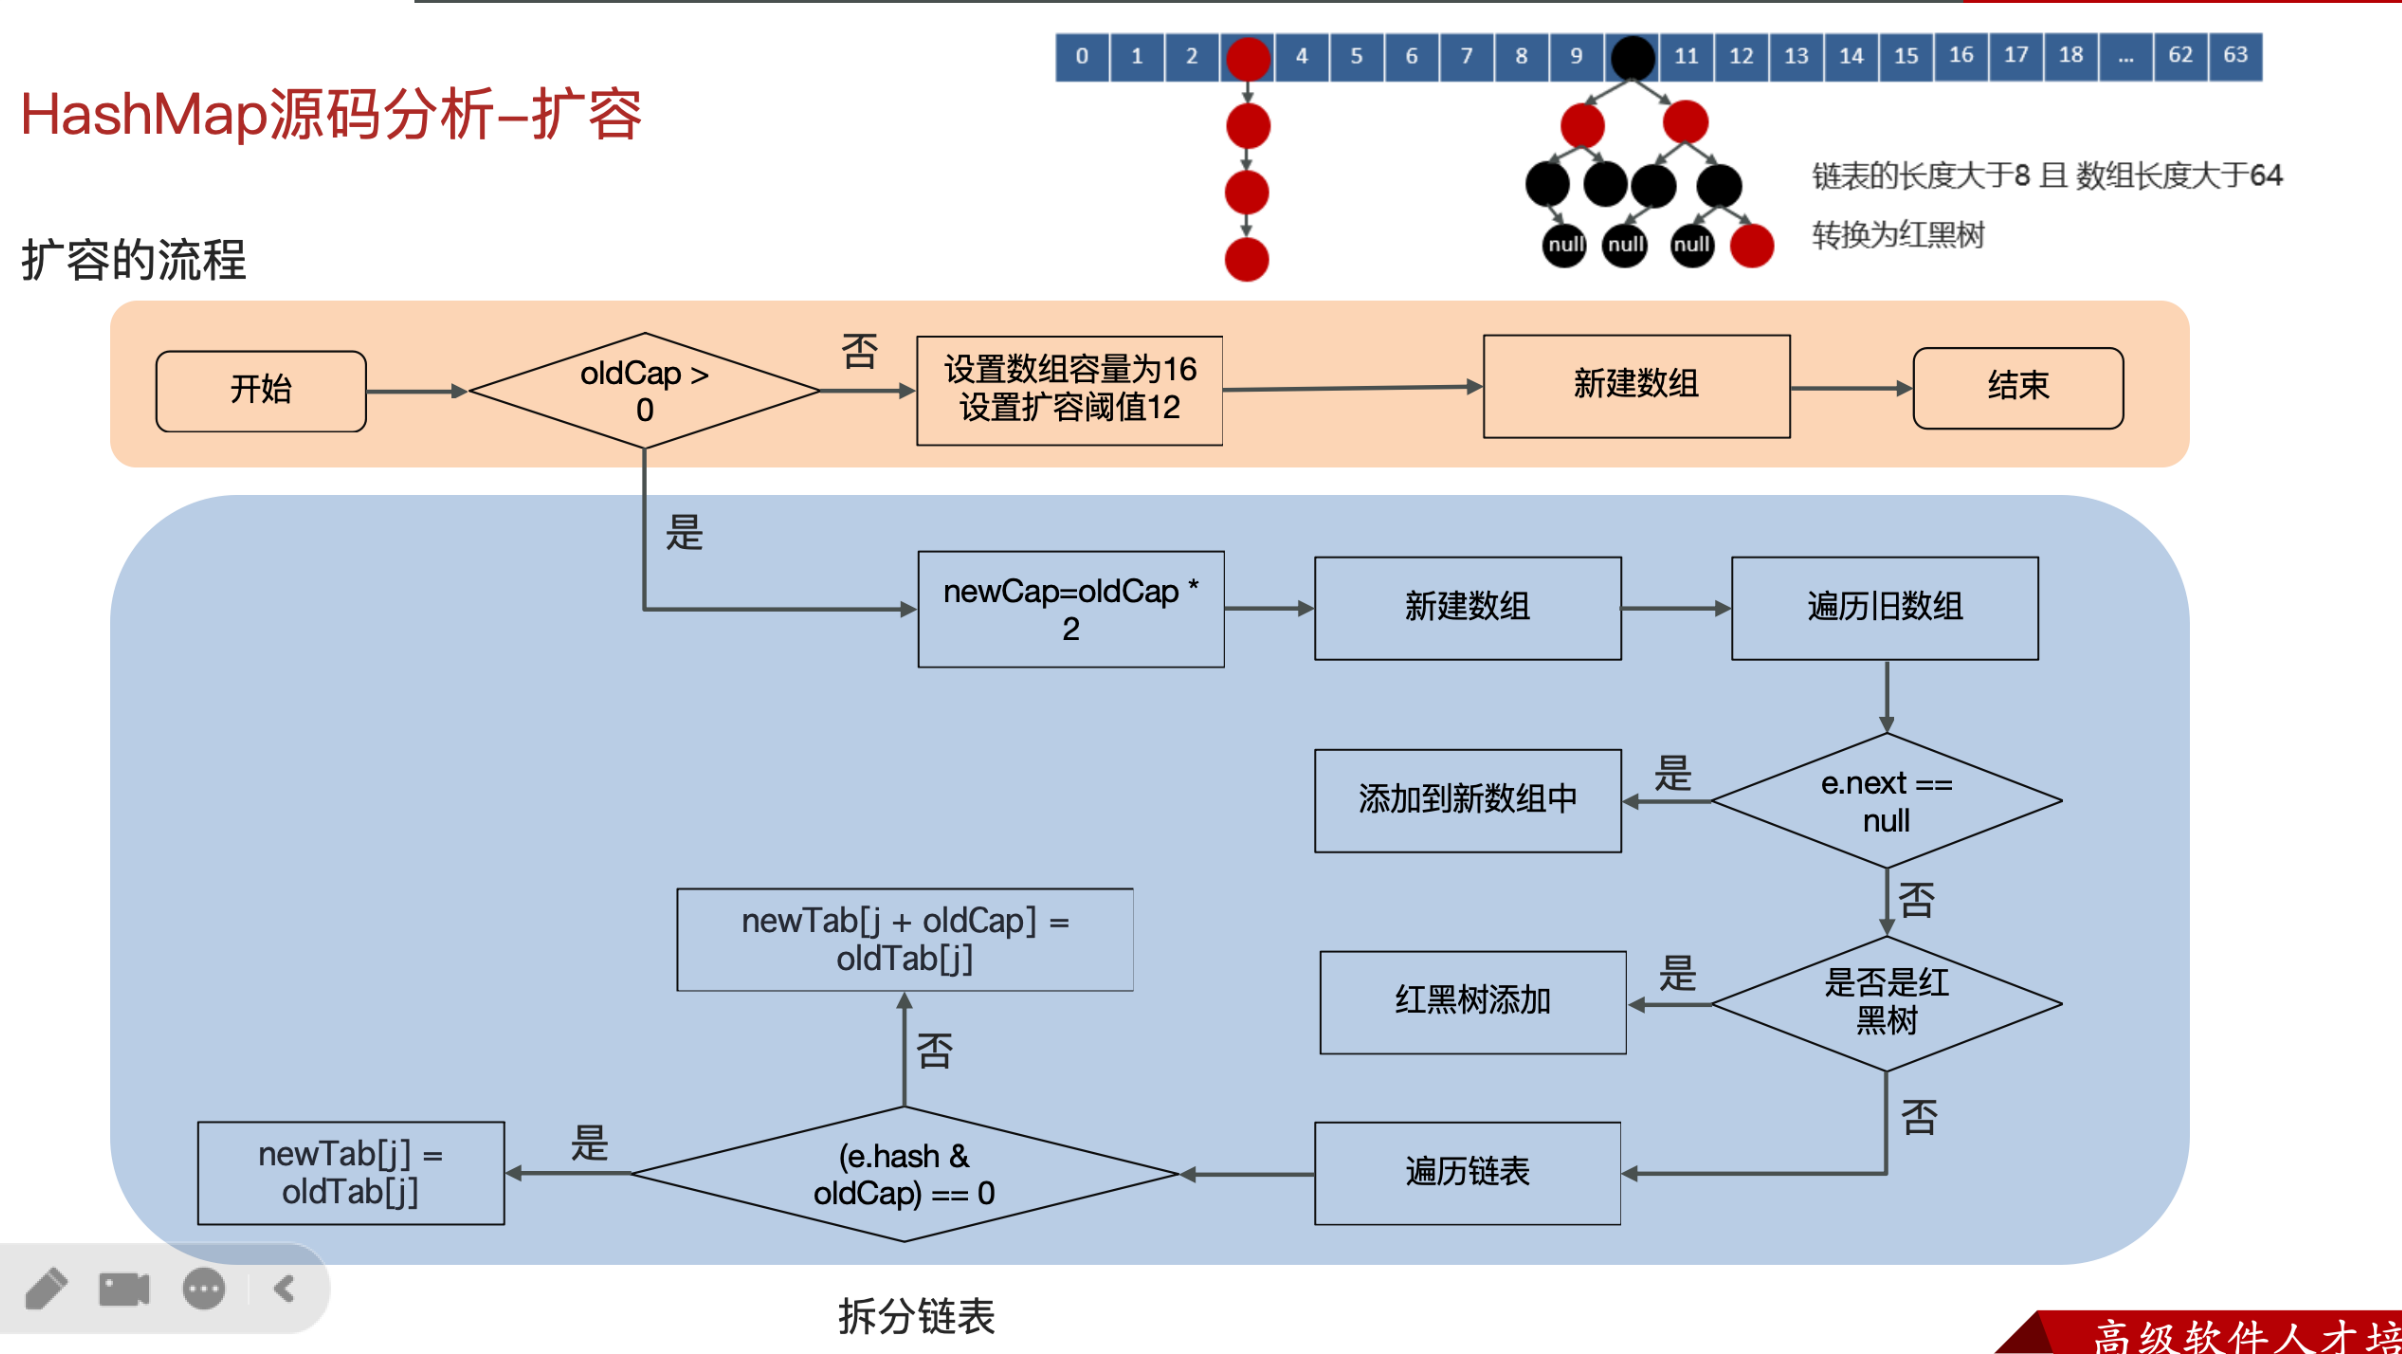 0 1 2 4 5 6 7 8 9 11 12 13 14 15 16 17 18 ... 62 63
HashMap源码分析-扩容
链表的长度大于8 且 数组长度大于64
转换为红黑树
null null null
扩容的流程
开始
oldCap >
0
否
设置数组容量为16
设置扩容阈值12
新建数组
结束
是
newCap=oldCap *
2
新建数组
遍历旧数组
e.next ==
null
是
添加到新数组中
否
是否是红
黑树
是
红黑树添加
否
遍历链表
(e.hash &
oldCap) == 0
否
newTab[j + oldCap] =
oldTab[j]
是
newTab[j] =
oldTab[j]
拆分链表
高级软件人才培